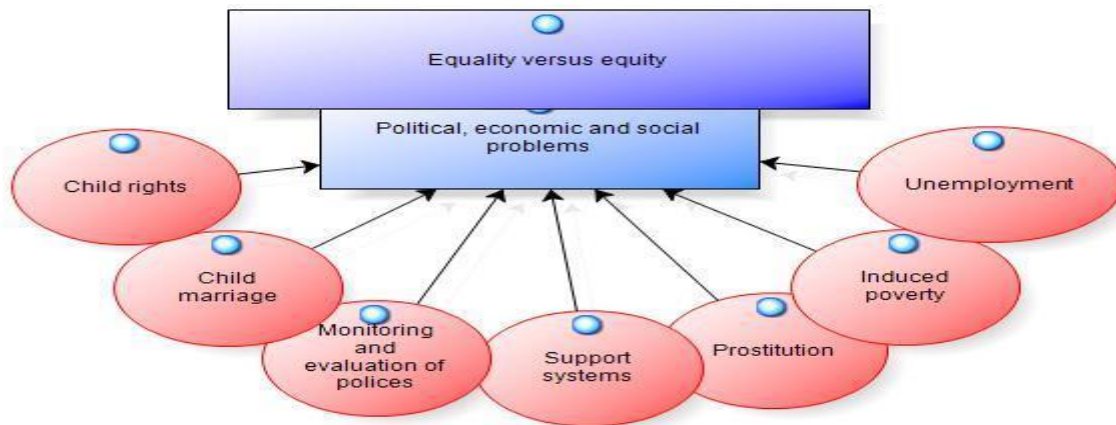 Equality versus equity
Political, economic and social
problems
Child rights
Unemployment
Child
marriage
Induced
poverty
Monitoring
and
evaluation of
polices
Support
systems
Prostitution